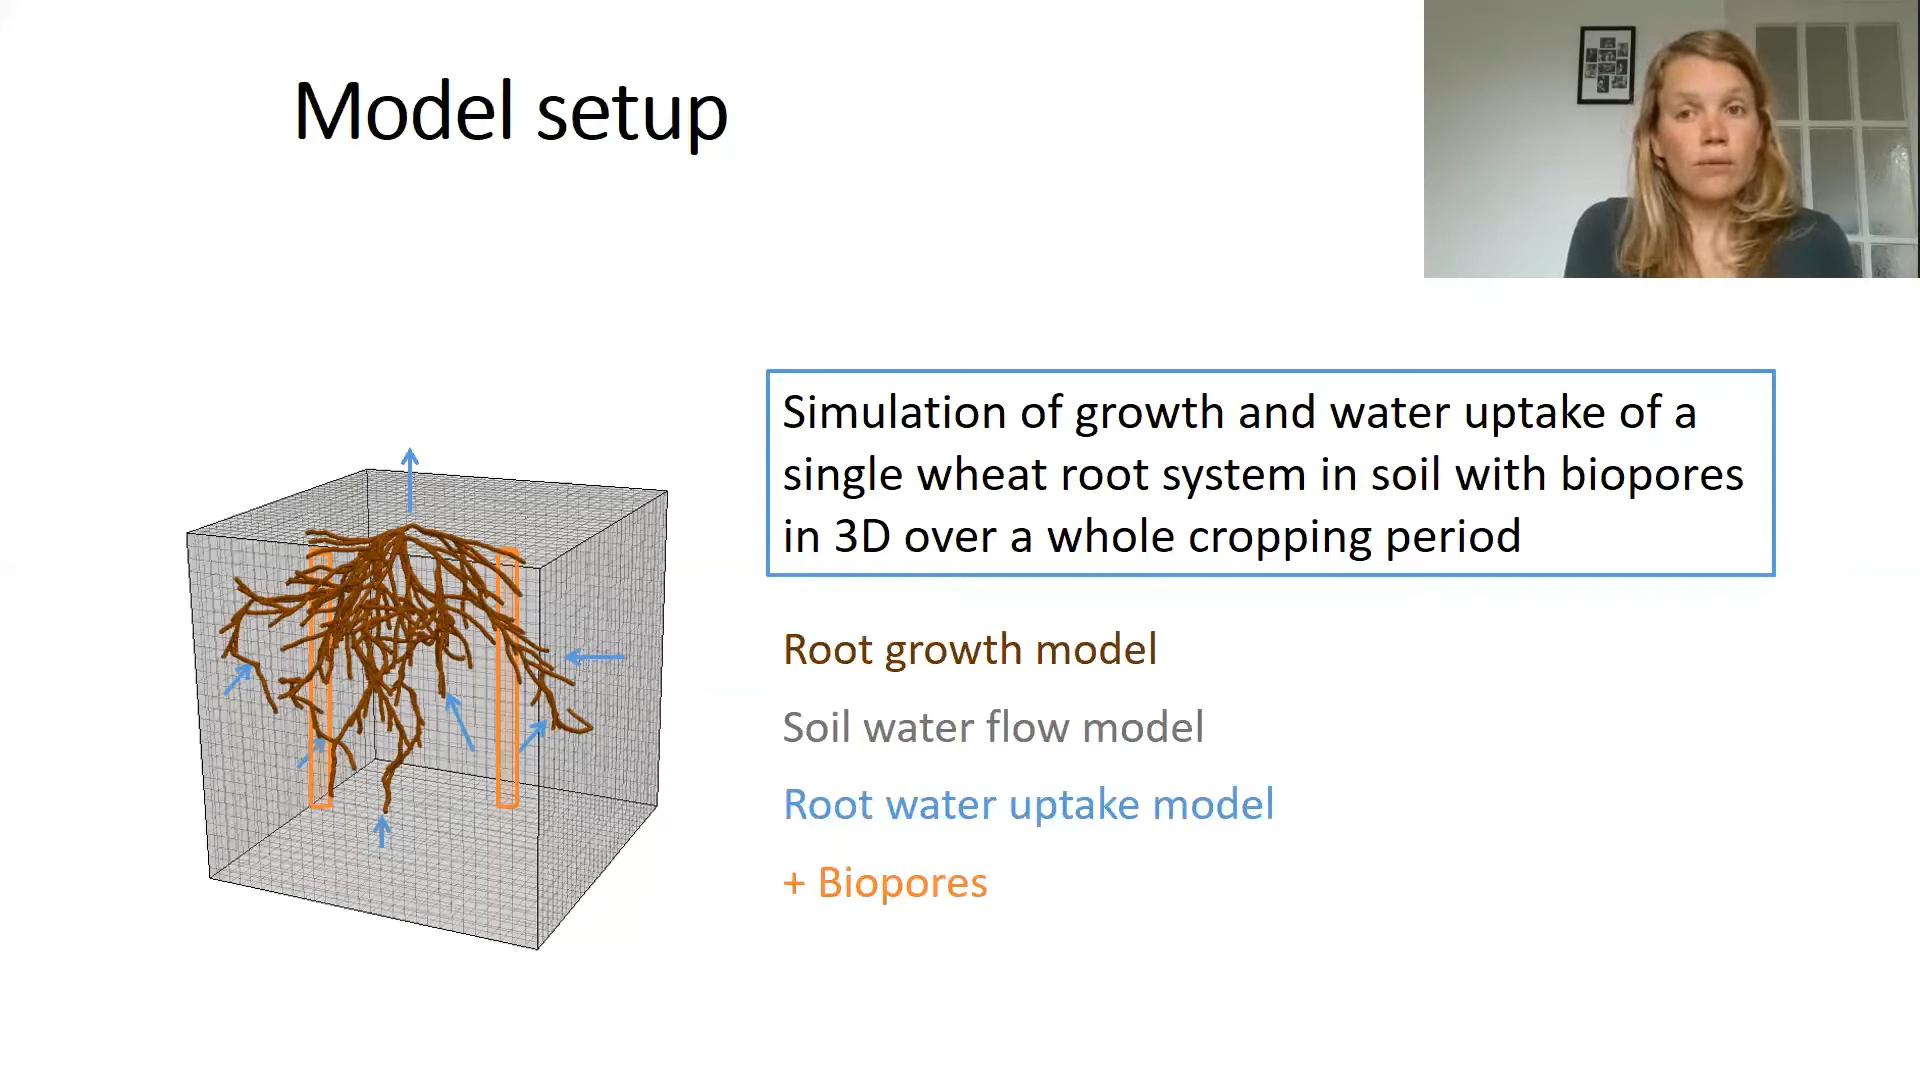 Model setup
Simulation of growth and water uptake of a
single wheat root system in soil with biopores
in 3D over a whole cropping period
Root growth model
Soil water flow model
Root water uptake model
+ Biopores